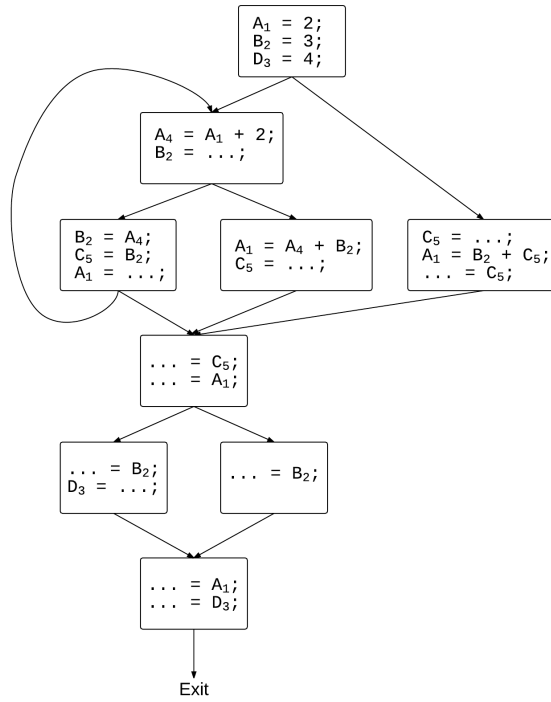 A₁ = 2;
B₂ = 3;
D₃ = 4;
A₄ = A₁ + 2;
B₂ = ...;
B₂ = A₄;
C₅ = B₂;
A₁ = ...;
A₁ = A₄ + B₂;
C₅ = ...;
C₅ = ...;
A₁ = B₂ + C₅;
... = C₅;
... = C₅;
... = A₁;
... = B₂;
D₃ = ...;
... = B₂;
... = A₁;
... = D₃;
Exit